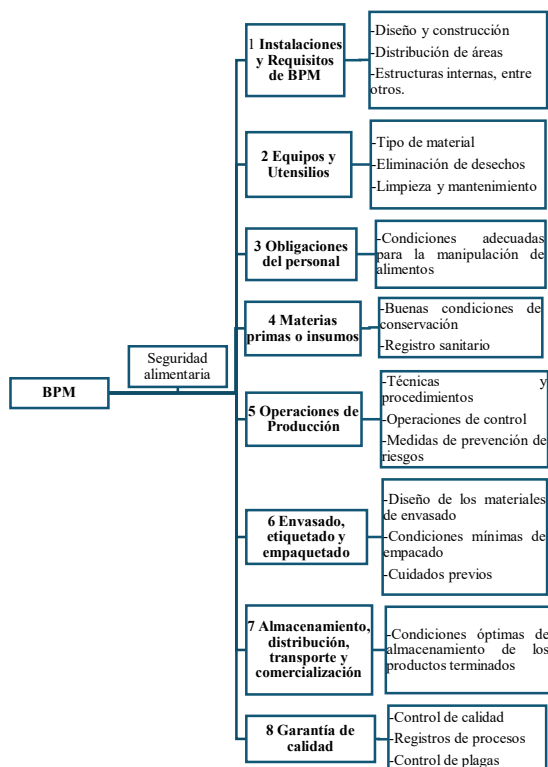 BPM
Seguridad
alimentaria
1 Instalaciones
y Requisitos
de BPM
-Diseño y construcción
-Distribución de áreas
-Estructuras internas, entre
otros.
2 Equipos y
Utensilios
-Tipo de material
-Eliminación de desechos
-Limpieza y mantenimiento
3 Obligaciones
del personal
-Condiciones adecuadas
para la manipulación de
alimentos
4 Materias
primas o insumos
-Buenas condiciones de
conservación
-Registro sanitario
5 Operaciones de
Producción
-Técnicas y
procedimientos
-Operaciones de control
-Medidas de prevención de
riesgos
6 Envasado,
etiquetado y
empaquetado
-Diseño de los materiales
de envasado
-Condiciones mínimas de
empacado
-Cuidados previos
7 Almacenamiento,
distribución,
transporte y
comercialización
-Condiciones óptimas de
almacenamiento de los
productos terminados
8 Garantía de
calidad
-Control de calidad
-Registros de procesos
-Control de plagas